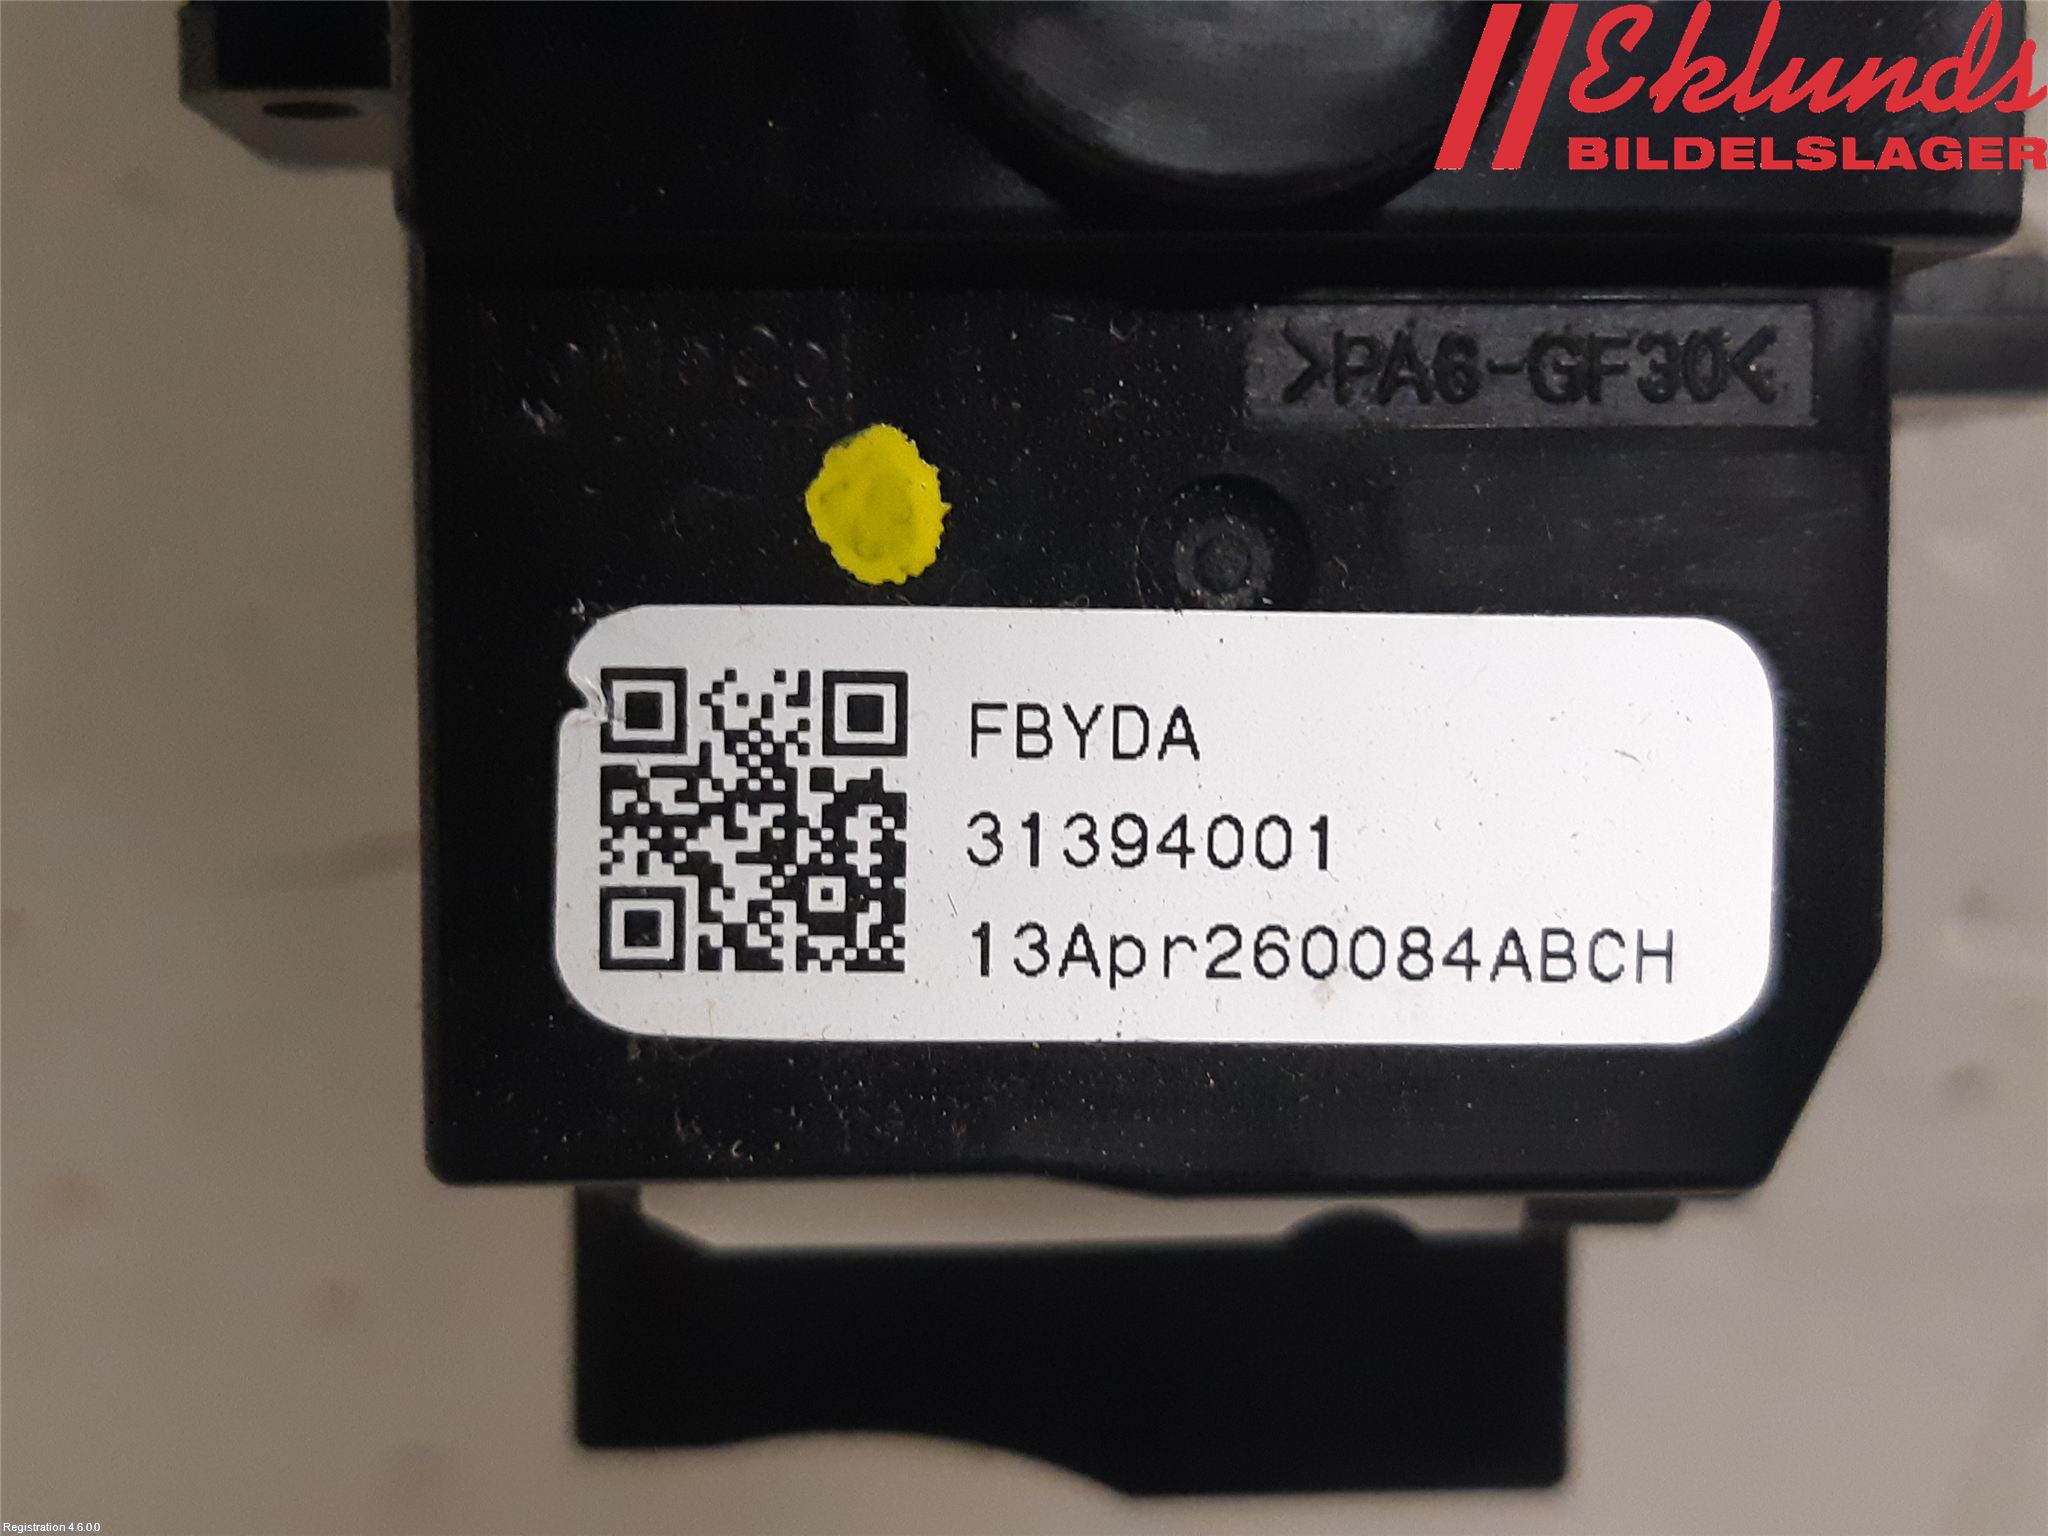 Eklunds
BILDELSLAGER
>PA6-GF30<
FBYDA
31394001
13Apr260084ABCH
Registration 4.6.0.0